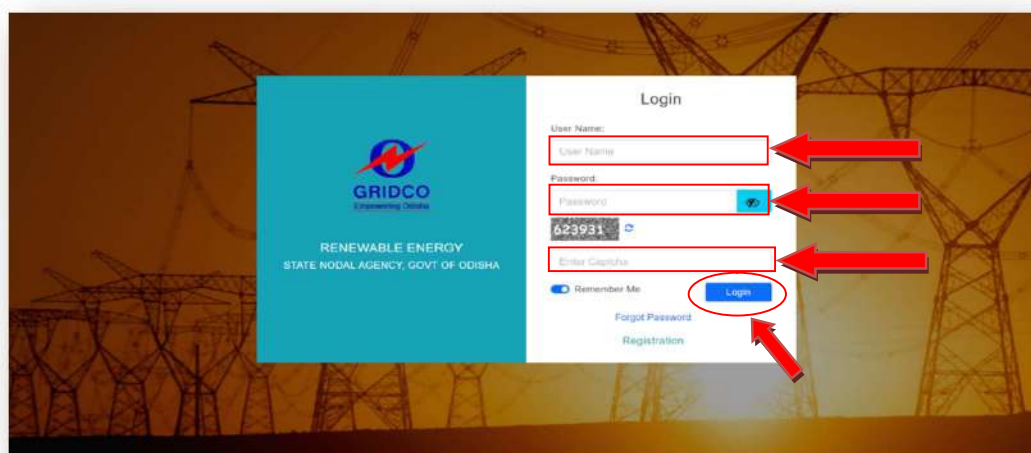 GRIDCO
Empowering Odisha
RENEWABLE ENERGY
STATE NODAL AGENCY, GOVT OF ODISHA
Login
User Name:
User Name
Password:
Password
623931
Enter Captcha
Remember Me
Login
Forgot Password
Registration